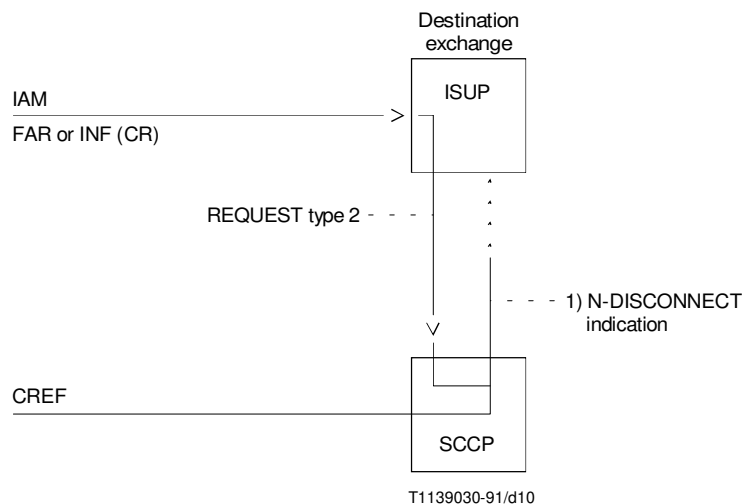 Destination
exchange
ISUP
IAM
FAR or INF (CR)
REQUEST type 2
1) N-DISCONNECT
indication
CREF
SCCP
T1139030-91/d10